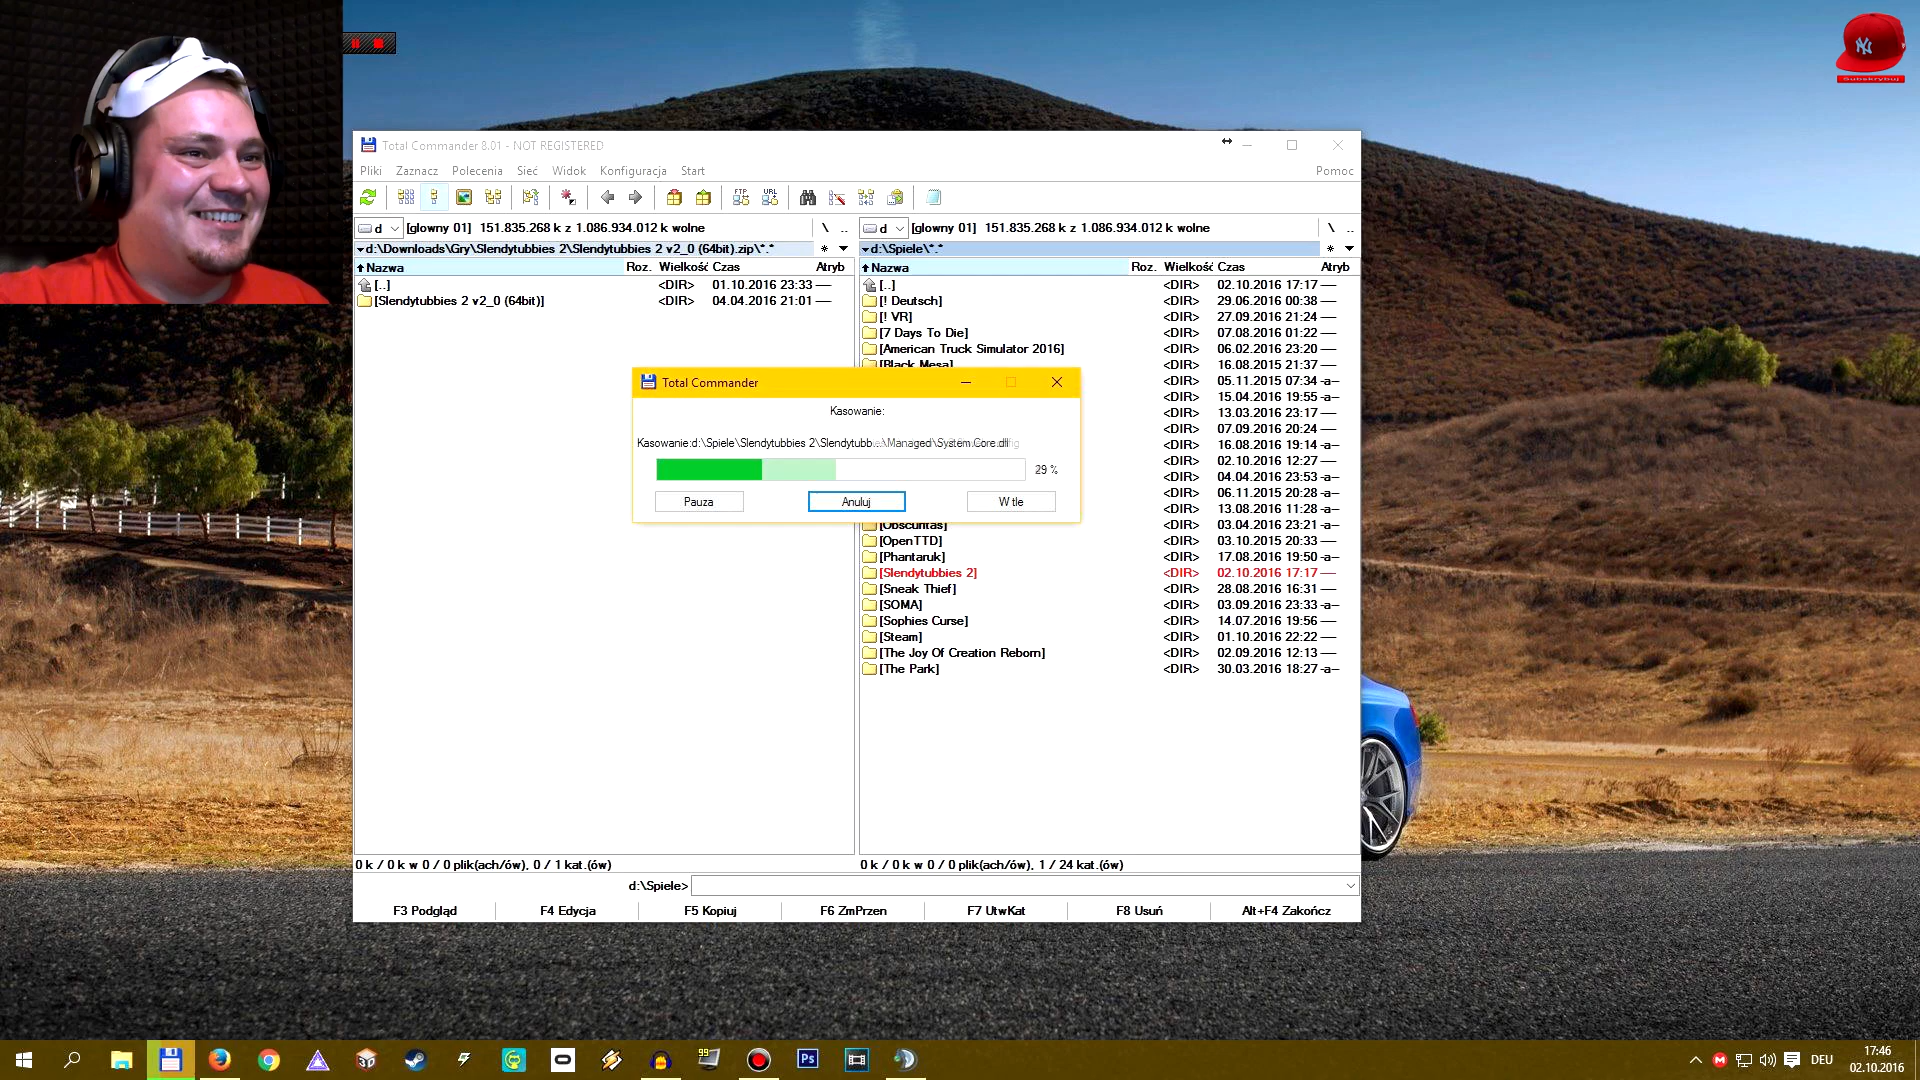 Subskrybuj
Total Commander 8.01 - NOT REGISTERED
Pliki Zaznacz Polecenia Sieć Widok Konfiguracja Start Pomoc
FTP URL
d [glowny 01] 151.835.268 k z 1.086.934.012 k wolne \ ..
d [glowny 01] 151.835.268 k z 1.086.934.012 k wolne \ ..
d:\Downloads\Gry\Slendytubbies 2\Slendytubbies 2 v2_0 (64bit).zip\*.* *
d:\Spiele\*.* *
Nazwa Roz. Wielkość Czas Atryb
[..] <DIR> 01.10.2016 23:33 ----
[Slendytubbies 2 v2_0 (64bit)] <DIR> 04.04.2016 21:01 ----
Nazwa Roz. Wielkość Czas Atryb
[..] <DIR> 02.10.2016 17:17 ----
[! Deutsch] <DIR> 29.06.2016 00:38 ----
[! VR] <DIR> 27.09.2016 21:24 ----
[7 Days To Die] <DIR> 07.08.2016 01:22 ----
[American Truck Simulator 2016] <DIR> 06.02.2016 23:20 ----
[Black Mesa] <DIR> 16.08.2015 21:37 ----
<DIR> 05.11.2015 07:34 -a--
<DIR> 15.04.2016 19:55 -a--
<DIR> 13.03.2016 23:17 ----
<DIR> 07.09.2016 20:24 ----
<DIR> 16.08.2016 19:14 -a--
<DIR> 02.10.2016 12:27 ----
<DIR> 04.04.2016 23:53 -a--
<DIR> 06.11.2015 20:28 -a--
<DIR> 13.08.2016 11:28 -a--
[Obscuritas] <DIR> 03.04.2016 23:21 -a--
[OpenTTD] <DIR> 03.10.2015 20:33 ----
[Phantaruk] <DIR> 17.08.2016 19:50 -a--
[Slendytubbies 2] <DIR> 02.10.2016 17:17 ----
[Sneak Thief] <DIR> 28.08.2016 16:31 ----
[SOMA] <DIR> 03.09.2016 23:33 -a--
[Sophies Curse] <DIR> 14.07.2016 19:56 ----
[Steam] <DIR> 01.10.2016 22:22 ----
[The Joy Of Creation Reborn] <DIR> 02.09.2016 12:13 ----
[The Park] <DIR> 30.03.2016 18:27 -a--
Total Commander
Kasowanie:
Kasowanie:d:\Spiele\Slendytubbies 2\Slendytubb...\Managed\System.Core.dll
29 %
Pauza Anuluj W tle
0 k / 0 k w 0 / 0 plik(ach/ów), 0 / 1 kat.(ów)
0 k / 0 k w 0 / 0 plik(ach/ów), 1 / 24 kat.(ów)
d:\Spiele>
F3 Podgląd F4 Edycja F5 Kopiuj F6 ZmPrzen F7 UtwKat F8 Usuń Alt+F4 Zakończ
99 Ps
DEU
17:46
02.10.2016